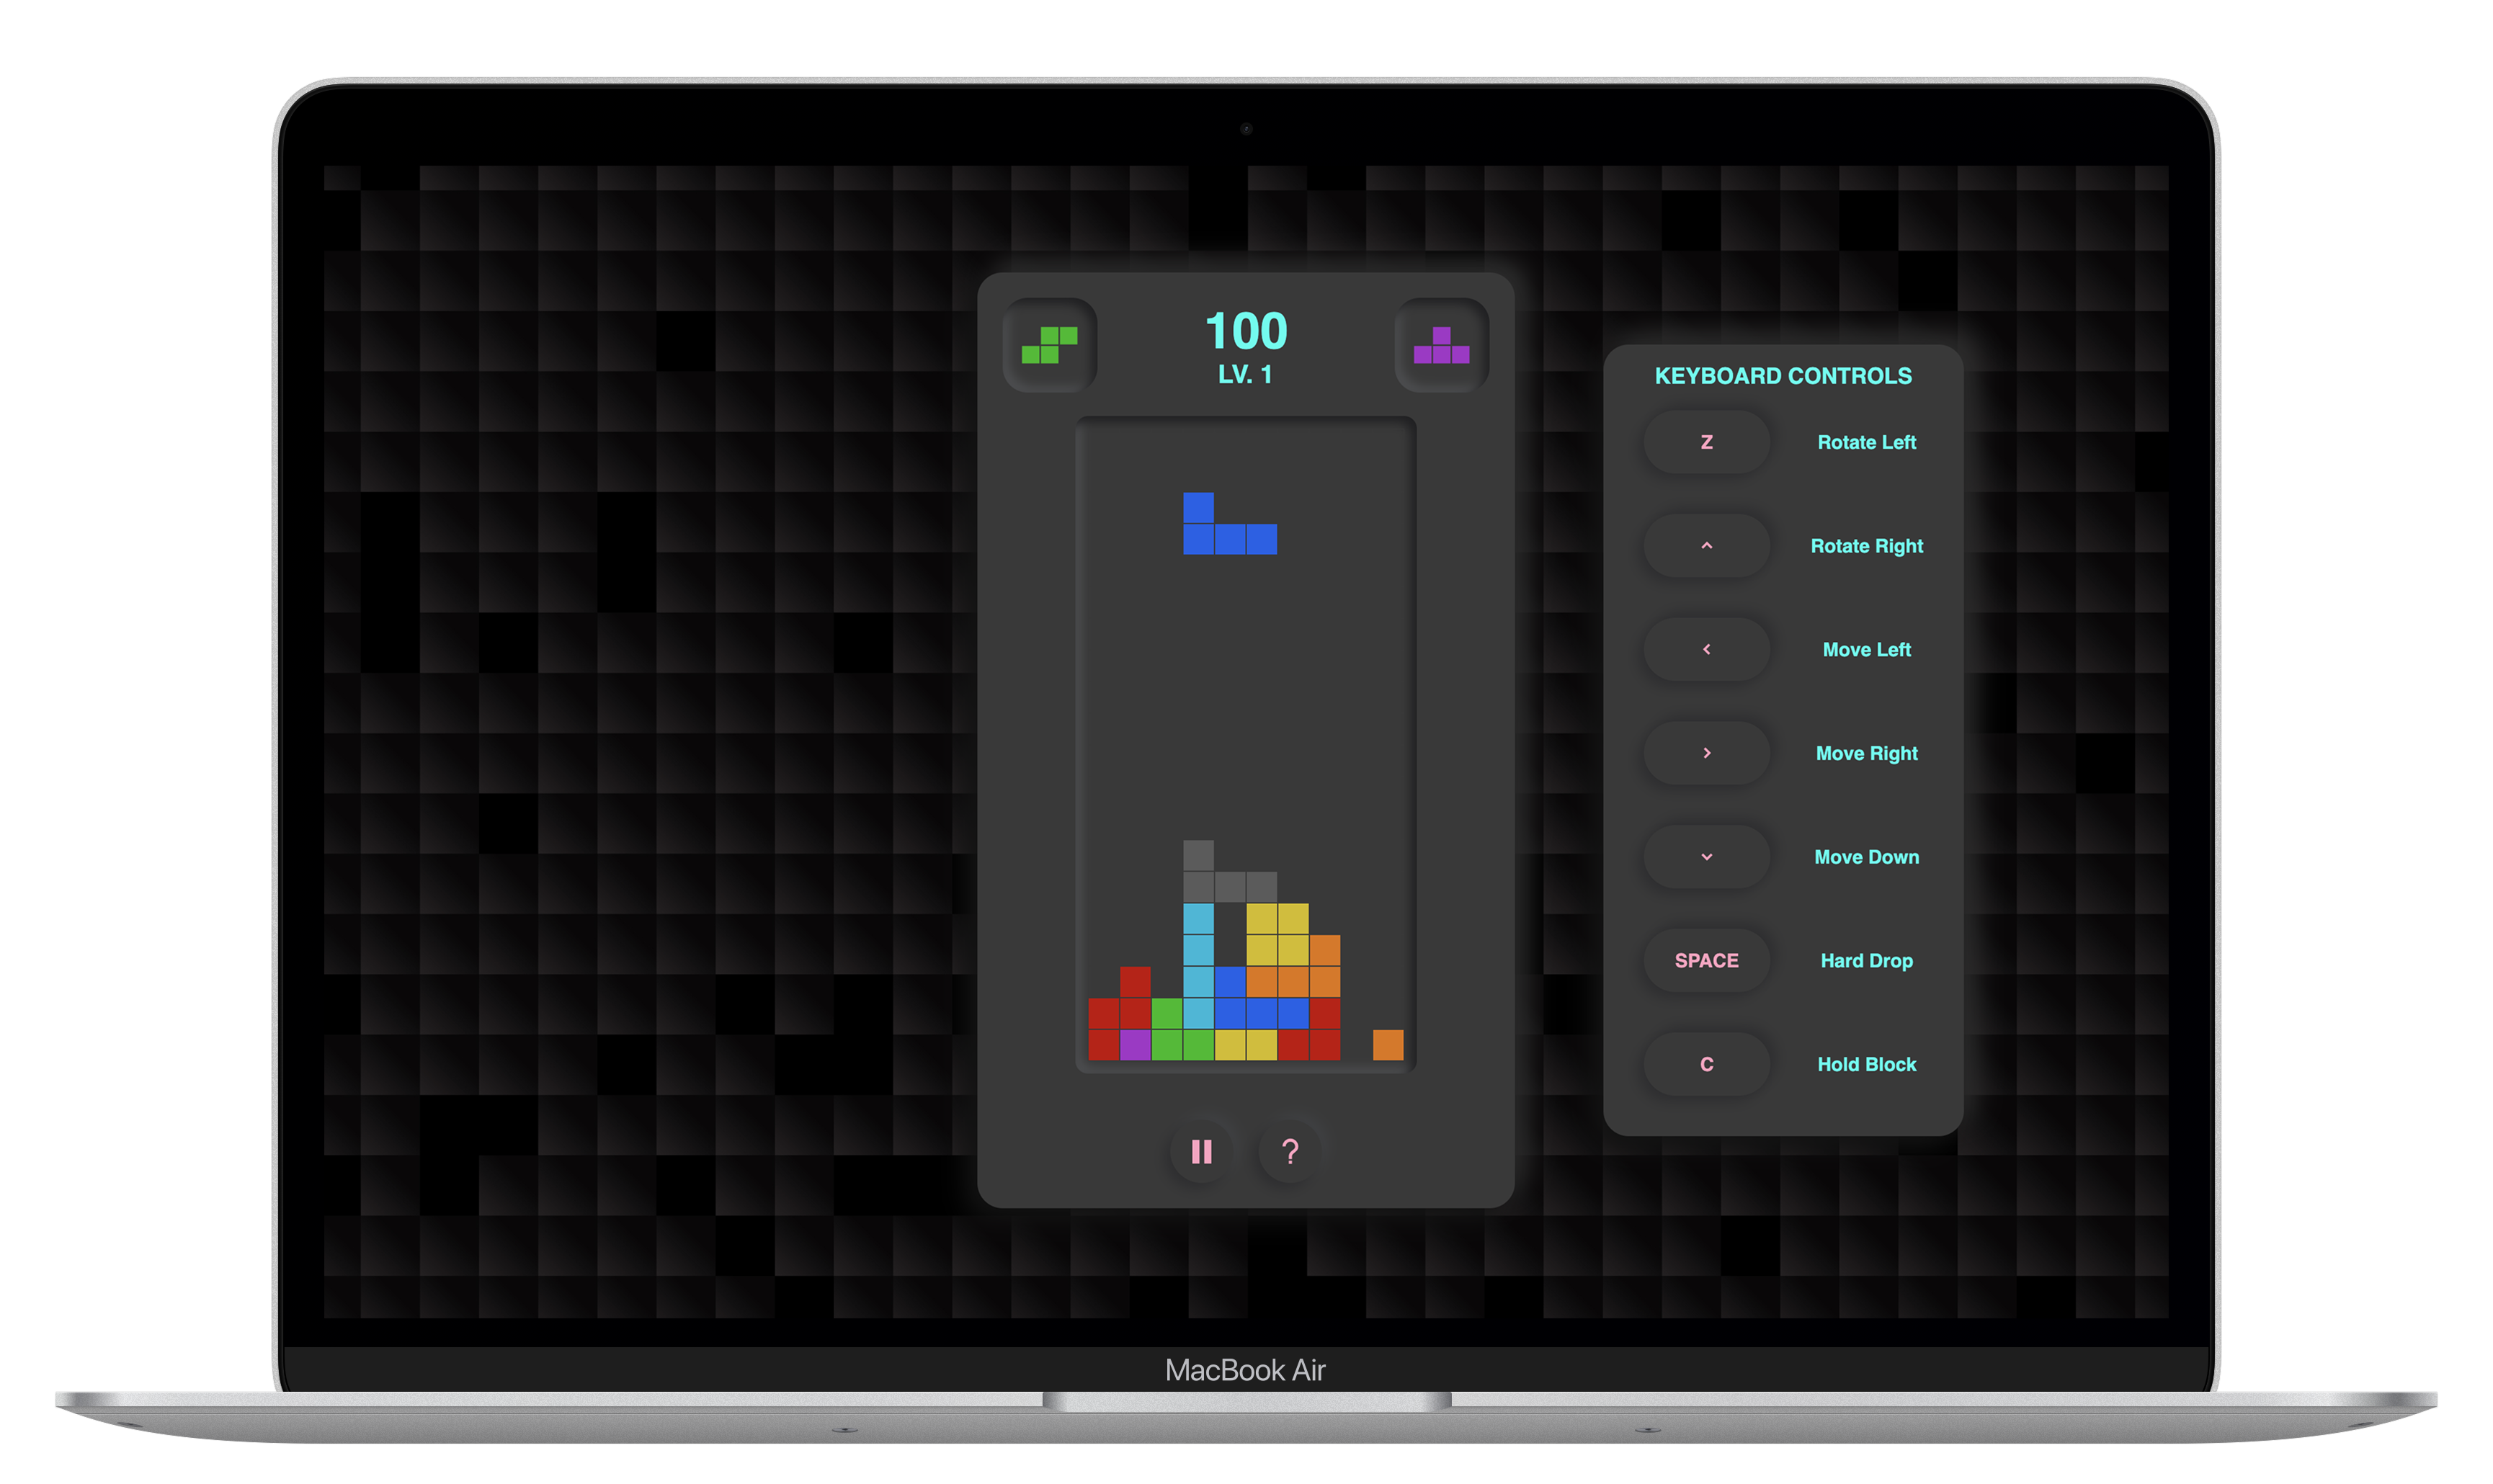 100
LV. 1
KEYBOARD CONTROLS
Z Rotate Left
^ Rotate Right
< Move Left
> Move Right
⌄ Move Down
SPACE Hard Drop
C Hold Block
?
MacBook Air